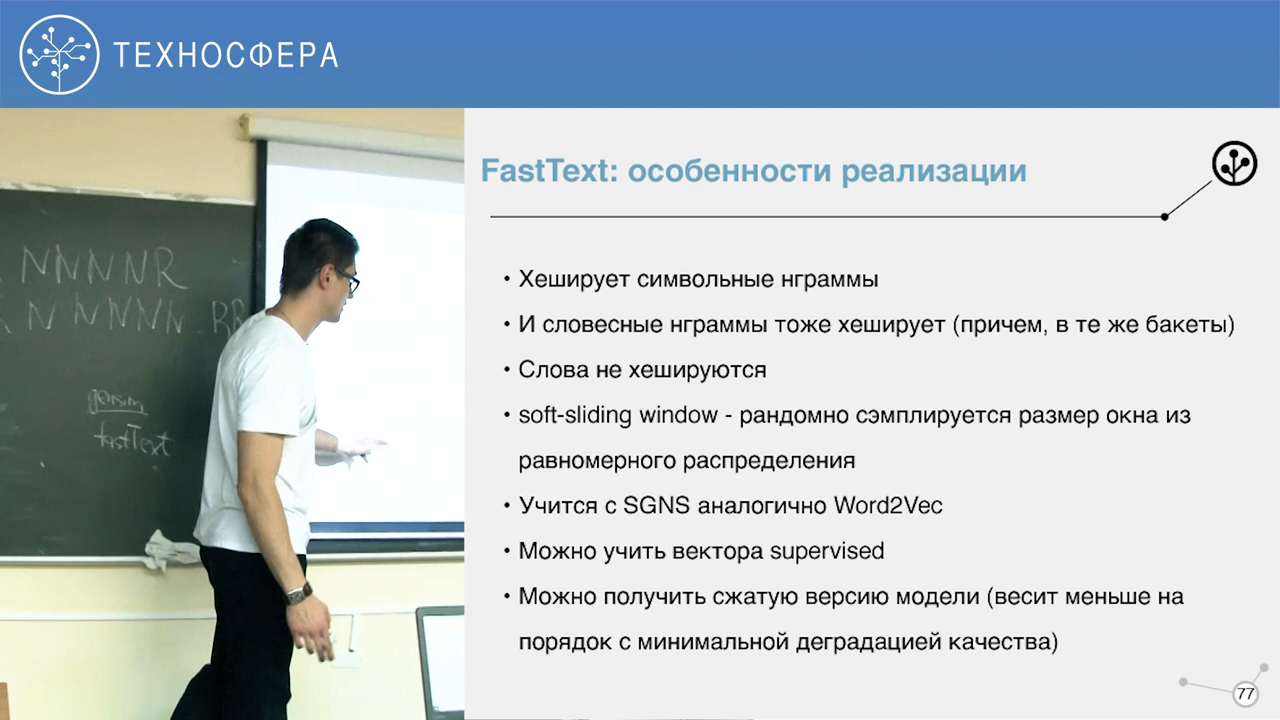 ТЕХНОСФЕРА
NNNNR
NNNNN
gensim
fastText
FastText: особенности реализации
• Хеширует символьные нграммы
• И словесные нграммы тоже хеширует (причем, в те же бакеты)
• Слова не хешируются
• soft-sliding window - рандомно сэмплируется размер окна из
равномерного распределения
• Учится с SGNS аналогично Word2Vec
• Можно учить вектора supervised
• Можно получить сжатую версию модели (весит меньше на
порядок с минимальной деградацией качества)
77